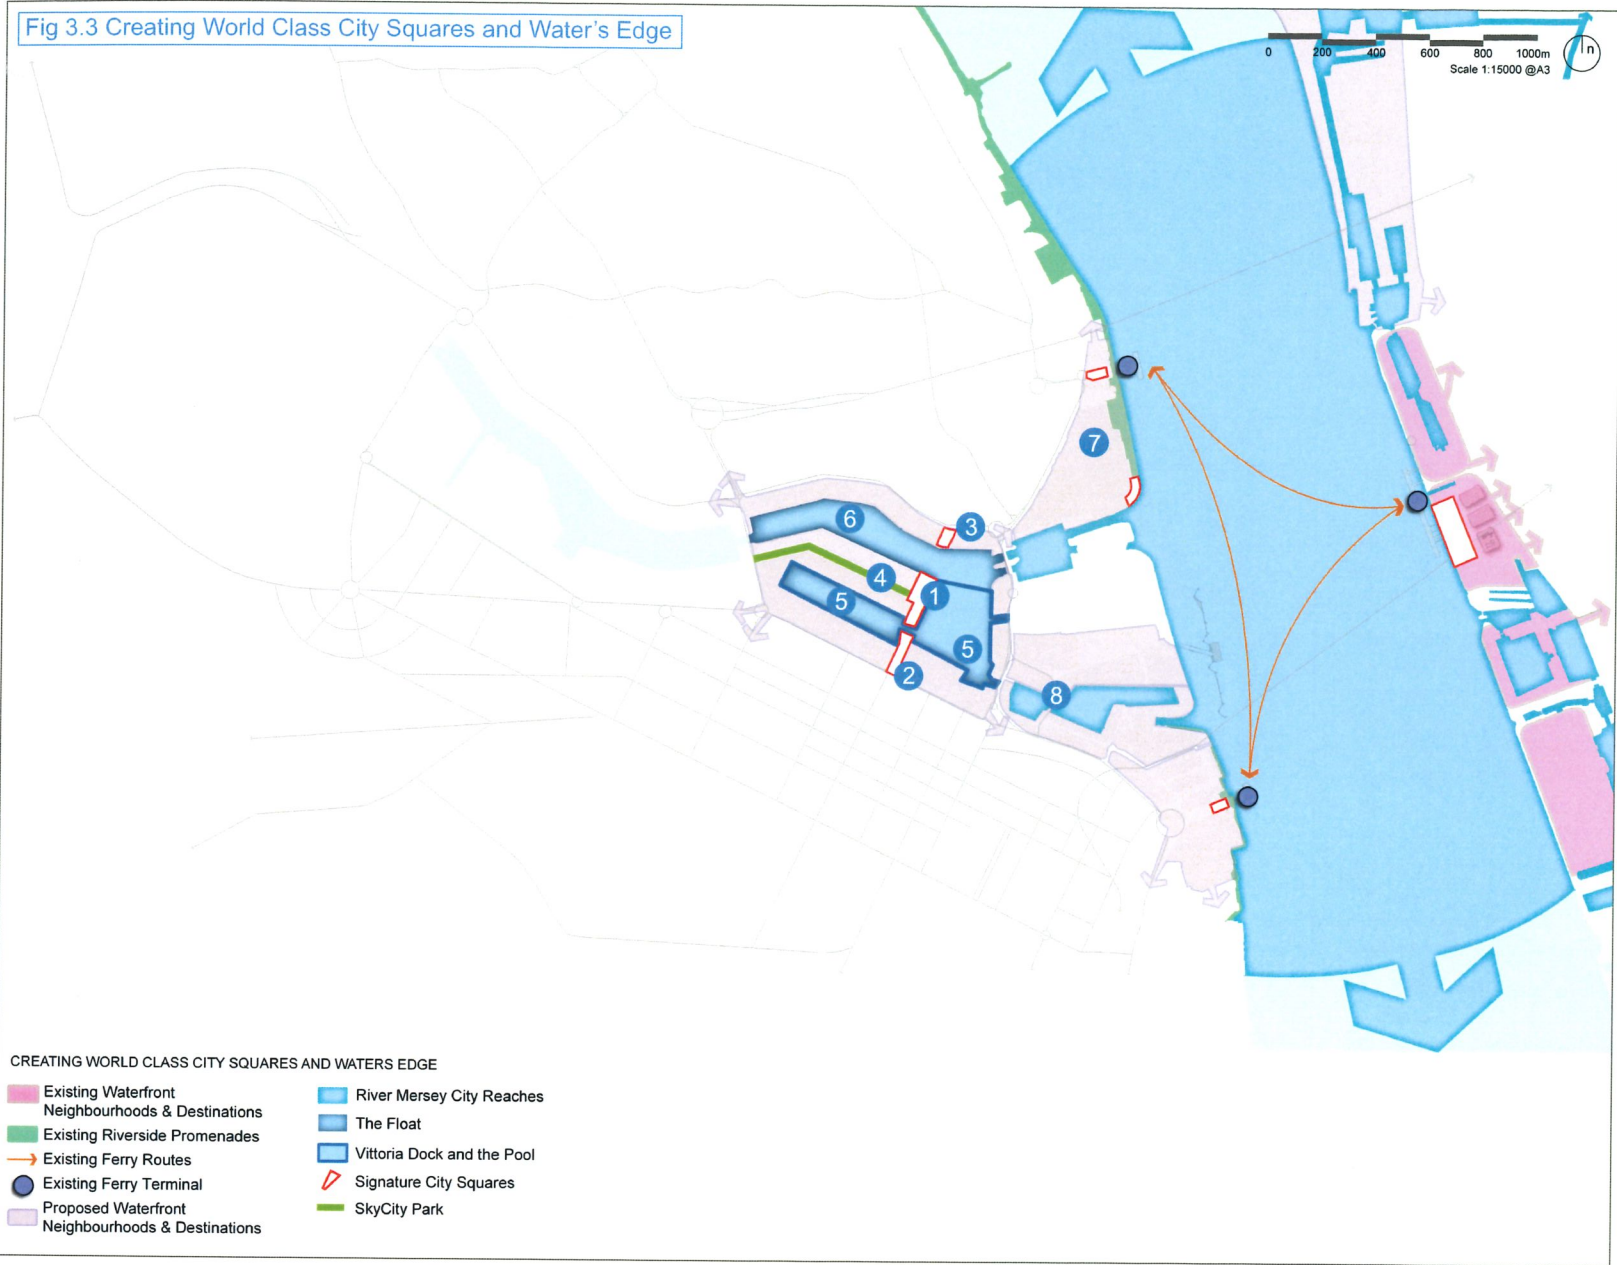 Fig 3.3 Creating World Class City Squares and Water's Edge
0 200 400 600 800 1000m
Scale 1:15000 @A3
n
7
6
3
4
1
5
5
2
8
CREATING WORLD CLASS CITY SQUARES AND WATERS EDGE
Existing Waterfront
Neighbourhoods & Destinations
Existing Riverside Promenades
Existing Ferry Routes
Existing Ferry Terminal
Proposed Waterfront
Neighbourhoods & Destinations
River Mersey City Reaches
The Float
Vittoria Dock and the Pool
Signature City Squares
SkyCity Park